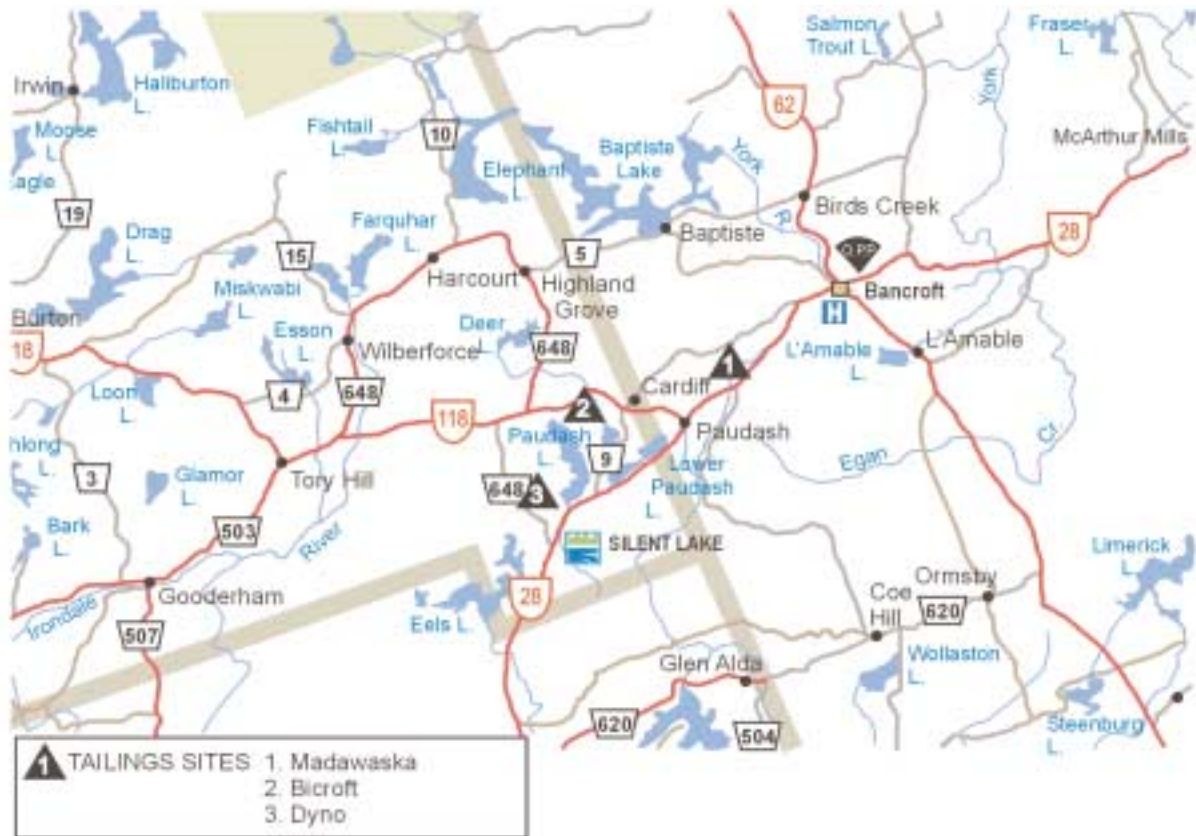 Salmon
Trout L.
Fraser
L.
Irwin
Haliburton
L.
62
York
10
Fishtail
L.
Moose
L.
McArthur Mills
Baptiste
Lake
York
R.
Elephant
L.
agle
19
Birds Creek
28
Farquhar
L.
Drag
L.
Baptiste
O.P.P.
15
5
Harcourt
Highland
Grove
Bancroft
Miskwabi
L.
H
Burton
Deer
L.
Esson
L.
18
Wilberforce
648
L'Amable
L'Amable
L.
1
Loon
L.
4
648
Cardiff
2
118
Paudash
Paudash
L.
9
Lower
Paudash
L.
Egan
Cr
hlong
L.
3
Glamor
L.
Tory Hill
648
3
503
Bark
L.
River
SILENT LAKE
Limerick
L.
Gooderham
28
Ormsby
Coe
Hill
620
Irondale
Eels L.
507
Glen Alda
Wollaston
L.
620
504
Steenburg
L.
1 TAILINGS SITES 1. Madawaska
2. Bicroft
3. Dyno